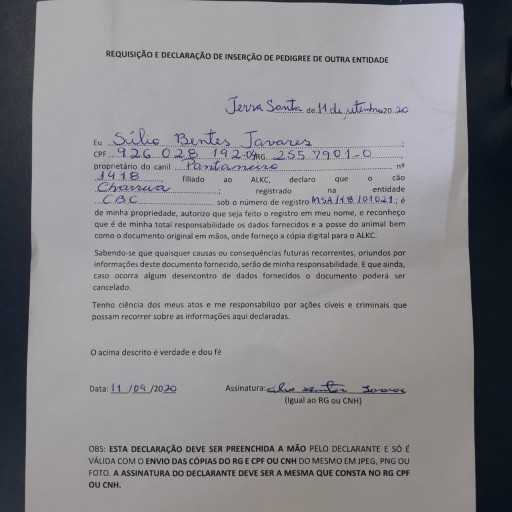 REQUISIÇÃO E DECLARAÇÃO DE INSERÇÃO DE PEDIGREE DE OUTRA ENTIDADE
Terra Santa de 11 de setembro 2020
Eu Silio Bentes Tavares;
CPF 926 028 192-04 RG 255 7901-0,
proprietário do canil Pantaneiro nº
1918, filiado ao ALKC, declaro que o cão
Charrua, registrado na entidade
CBC sob o número de registro MSA/18/01021; é
de minha propriedade, autorizo que seja feito o registro em meu nome, e reconheço
que é de minha total responsabilidade os dados fornecidos e a posse do animal bem
como o documento original em mãos, onde forneço a cópia digital para o ALKC.
Sabendo-se que quaisquer causas ou consequências futuras recorrentes, oriundos por
informações deste documento fornecido, serão de minha responsabilidade. E que ainda,
caso ocorra algum desencontro de dados fornecidos o documento poderá ser
cancelado.
Tenho ciência dos meus atos e me responsabilizo por ações cíveis e criminais que
possam recorrer sobre as informações aqui declaradas.
O acima descrito é verdade e dou fé
Data: 11 /09 /2020 Assinatura:
(Igual ao RG ou CNH)
OBS: ESTA DECLARAÇÃO DEVE SER PREENCHIDA A MÃO PELO DECLARANTE E SÓ É
VÁLIDA COM O ENVIO DAS CÓPIAS DO RG E CPF OU CNH DO MESMO EM JPEG, PNG OU
FOTO. A ASSINATURA DO DECLARANTE DEVE SER A MESMA QUE CONSTA NO RG CPF
OU CNH.